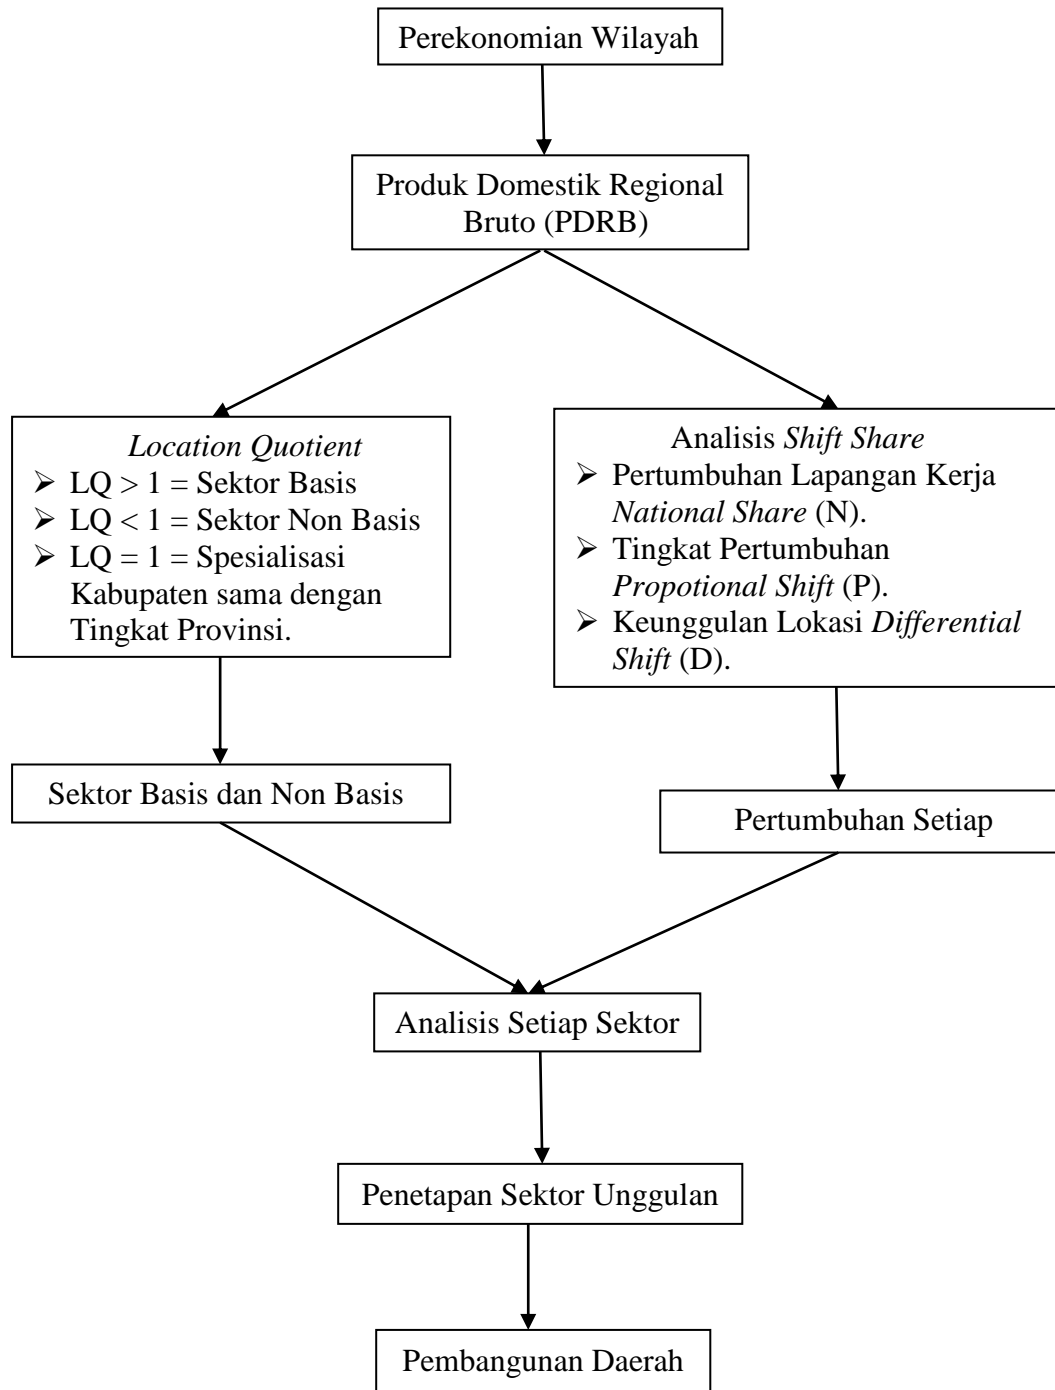 Perekonomian Wilayah
Produk Domestik Regional
Bruto (PDRB)
Location Quotient
➢ LQ > 1 = Sektor Basis
➢ LQ < 1 = Sektor Non Basis
➢ LQ = 1 = Spesialisasi
Kabupaten sama dengan
Tingkat Provinsi.
Analisis Shift Share
➢ Pertumbuhan Lapangan Kerja
National Share (N).
➢ Tingkat Pertumbuhan
Propotional Shift (P).
➢ Keunggulan Lokasi Differential
Shift (D).
Sektor Basis dan Non Basis
Pertumbuhan Setiap
Analisis Setiap Sektor
Penetapan Sektor Unggulan
Pembangunan Daerah